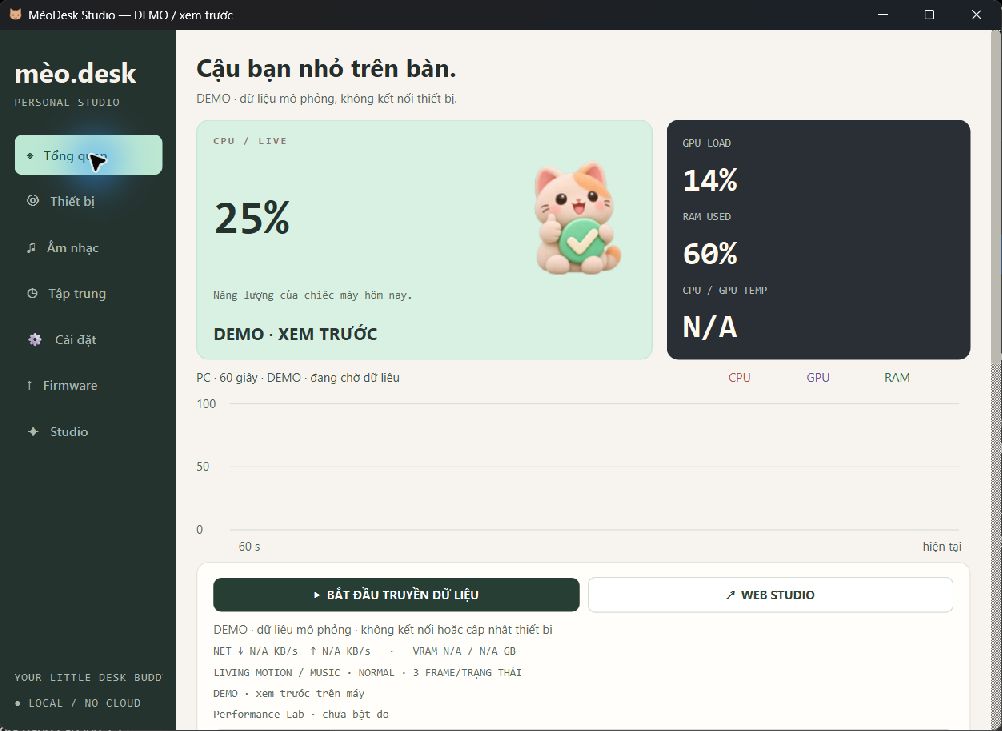 MèoDesk Studio — DEMO / xem trước
mèo.desk
PERSONAL STUDIO
Tổng quan
Thiết bị
Âm nhạc
Tập trung
Cài đặt
Firmware
Studio
YOUR LITTLE DESK BUDD
● LOCAL / NO CLOUD
Cậu bạn nhỏ trên bàn.
DEMO · dữ liệu mô phỏng, không kết nối thiết bị.
CPU / LIVE
25%
Năng lượng của chiếc máy hôm nay.
DEMO · XEM TRƯỚC
GPU LOAD
14%
RAM USED
60%
CPU / GPU TEMP
N/A
PC · 60 giây · DEMO · đang chờ dữ liệu
CPU GPU RAM
100
50
0
60 s hiện tại
▸ BẮT ĐẦU TRUYỀN DỮ LIỆU
↗ WEB STUDIO
DEMO · dữ liệu mô phỏng · không kết nối hoặc cập nhật thiết bị
NET ↓ N/A KB/s ↑ N/A KB/s · VRAM N/A / N/A GB
LIVING MOTION / MUSIC · NORMAL · 3 FRAME/TRẠNG THÁI
DEMO · xem trước trên máy
Performance Lab · chưa bật đo